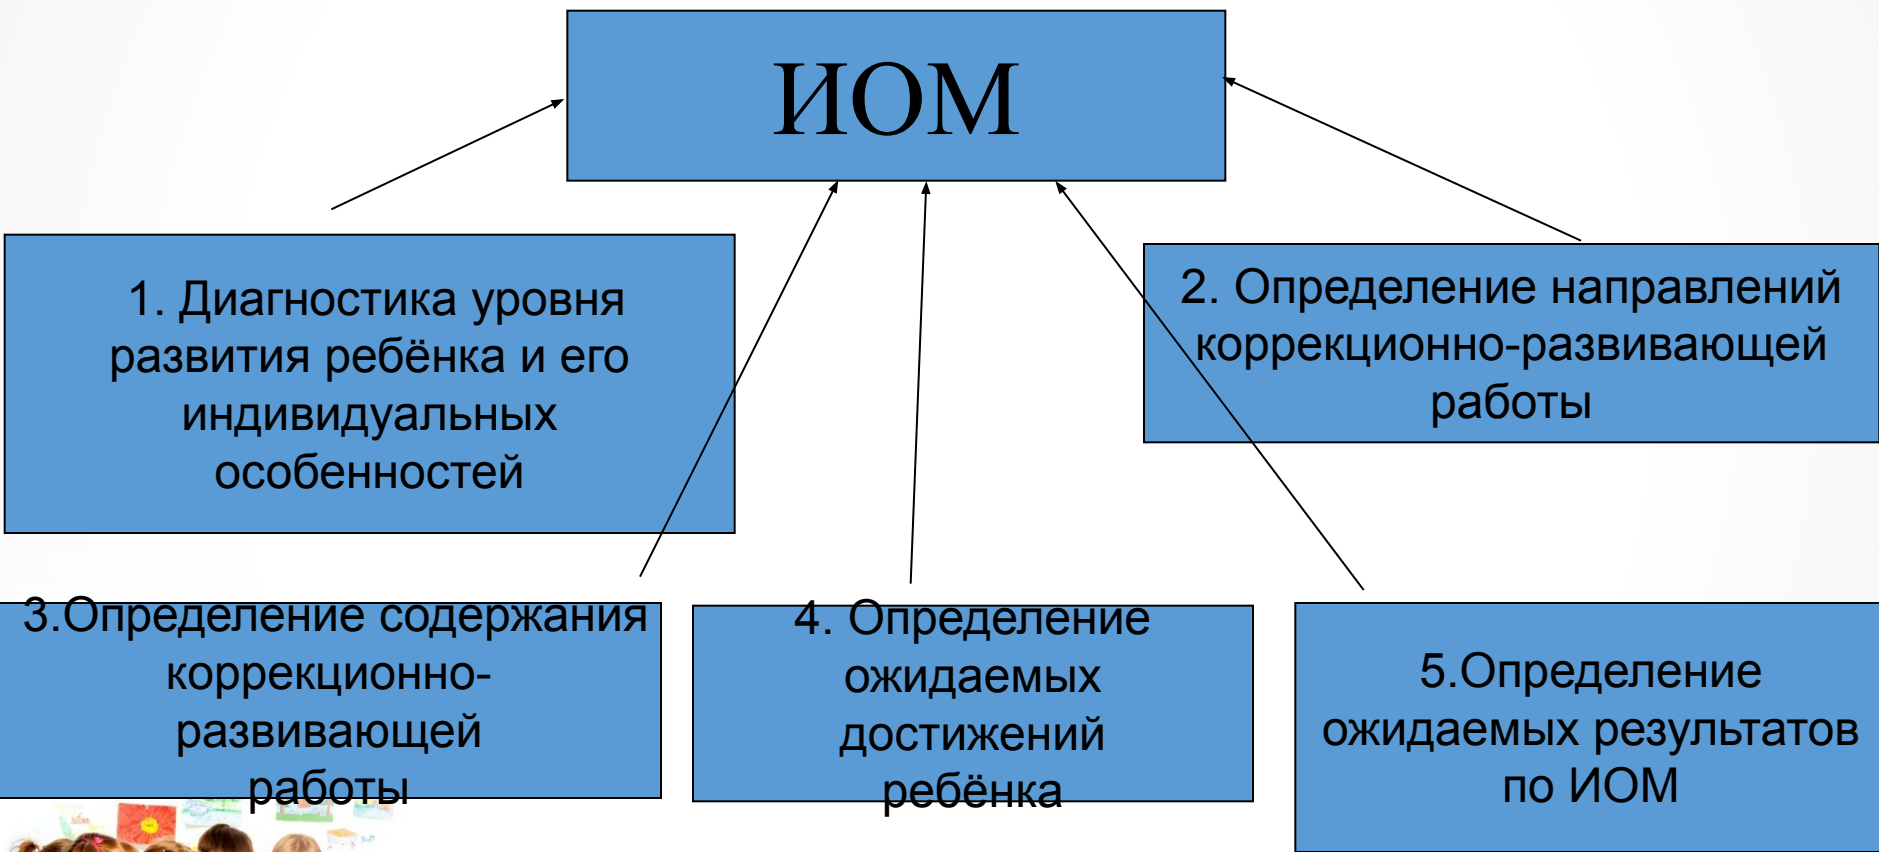 ИОМ
1. Диагностика уровня
развития ребёнка и его
индивидуальных
особенностей
2. Определение направлений
коррекционно-развивающей
работы
3.Определение содержания
коррекционно-
развивающей
работы
4. Определение
ожидаемых
достижений
ребёнка
5.Определение
ожидаемых результатов
по ИОМ